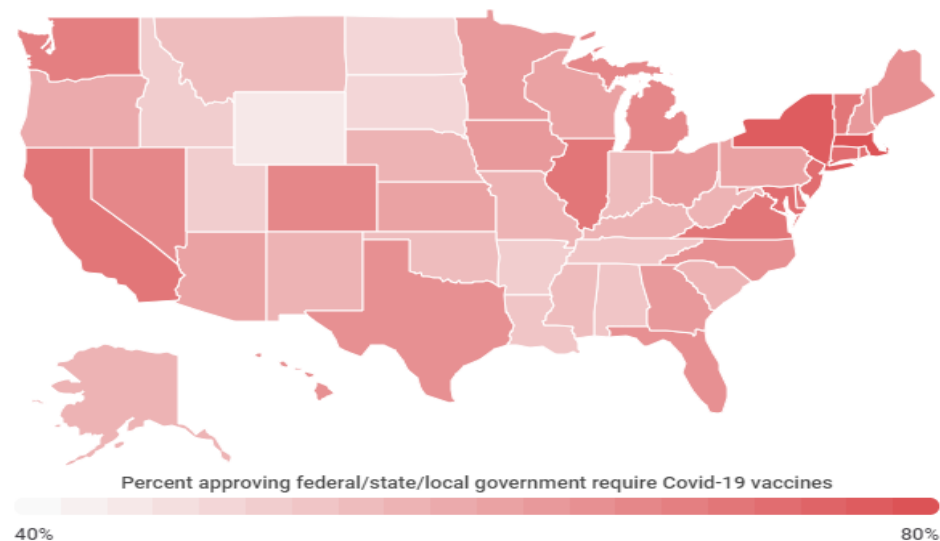 Percent approving federal/state/local government require Covid-19 vaccines
40% 80%